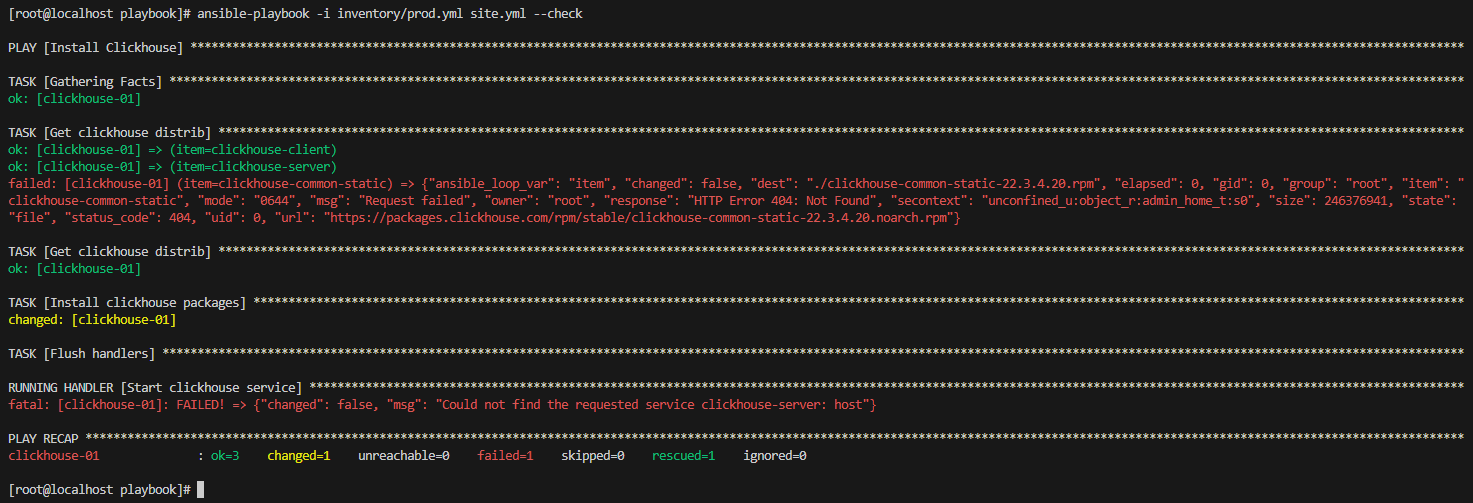 [root@localhost playbook]# ansible-playbook -i inventory/prod.yml site.yml --check
PLAY [Install Clickhouse] **************************************************************************************************************************************************************************************
TASK [Gathering Facts] *****************************************************************************************************************************************************************************************
ok: [clickhouse-01]
TASK [Get clickhouse distrib] **********************************************************************************************************************************************************************************
ok: [clickhouse-01] => (item=clickhouse-client)
ok: [clickhouse-01] => (item=clickhouse-server)
failed: [clickhouse-01] (item=clickhouse-common-static) => {"ansible_loop_var": "item", "changed": false, "dest": "./clickhouse-common-static-22.3.4.20.rpm", "elapsed": 0, "gid": 0, "group": "root", "item": "
clickhouse-common-static", "mode": "0644", "msg": "Request failed", "owner": "root", "response": "HTTP Error 404: Not Found", "secontext": "unconfined_u:object_r:admin_home_t:s0", "size": 246376941, "state":
"file", "status_code": 404, "uid": 0, "url": "https://packages.clickhouse.com/rpm/stable/clickhouse-common-static-22.3.4.20.noarch.rpm"}
TASK [Get clickhouse distrib] **********************************************************************************************************************************************************************************
ok: [clickhouse-01]
TASK [Install clickhouse packages] *****************************************************************************************************************************************************************************
changed: [clickhouse-01]
TASK [Flush handlers] ******************************************************************************************************************************************************************************************
RUNNING HANDLER [Start clickhouse service] *********************************************************************************************************************************************************************
fatal: [clickhouse-01]: FAILED! => {"changed": false, "msg": "Could not find the requested service clickhouse-server: host"}
PLAY RECAP *****************************************************************************************************************************************************************************************************
clickhouse-01 : ok=3 changed=1 unreachable=0 failed=1 skipped=0 rescued=1 ignored=0
[root@localhost playbook]#